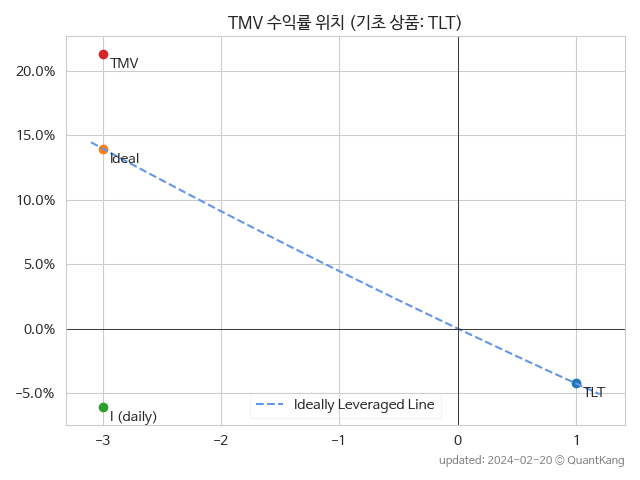 TMV 수익률 위치 (기초 상품: TLT)
20.0%
15.0%
10.0%
5.0%
0.0%
−5.0%
TMV
Ideal
I (daily)
TLT
Ideally Leveraged Line
−3 −2 −1 0 1
updated: 2024-02-20 © QuantKang